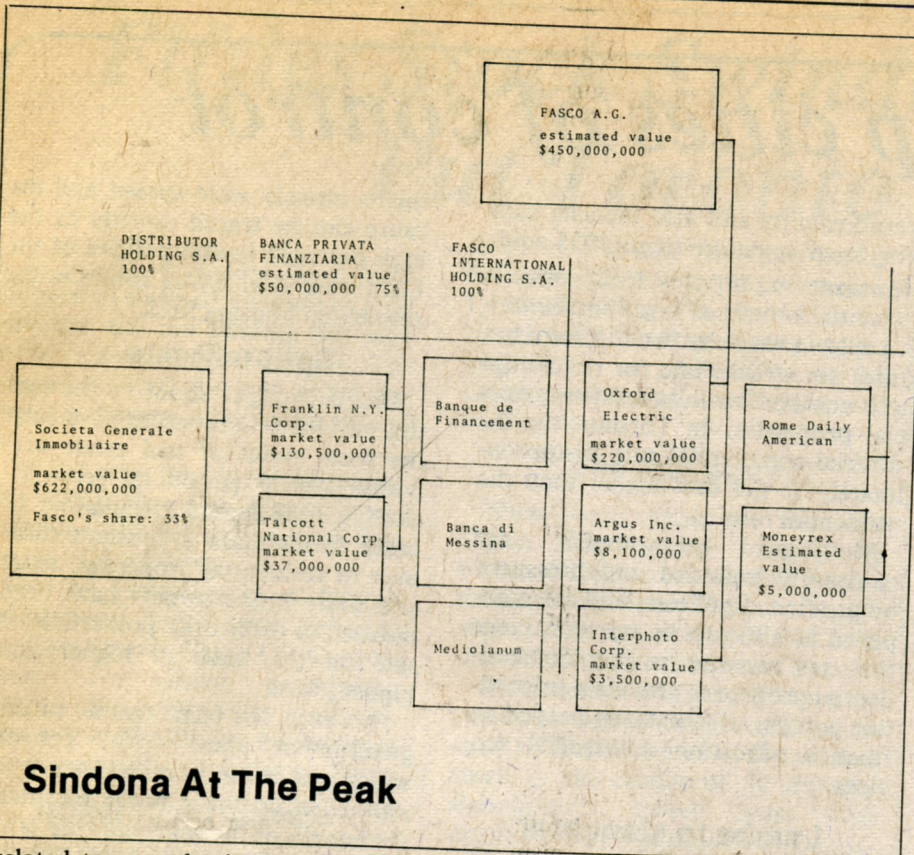 FASCO A.G.
estimated value
$450,000,000
DISTRIBUTOR
HOLDING S.A.
100%
BANCA PRIVATA
FINANZIARIA
estimated value
$50,000,000 75%
FASCO
INTERNATIONAL
HOLDING S.A.
100%
Societa Generale
Immobilaire
market value
$622,000,000
Fasco's share: 33%
Franklin N.Y.
Corp.
market value
$130,500,000
Talcott
National Corp.
market value
$37,000,000
Banque de
Financement
Banca di
Messina
Mediolanum
Oxford
Electric
market value
$220,000,000
Argus Inc.
market value
$8,100,000
Interphoto
Corp.
market value
$3,500,000
Rome Daily
American
Moneyrex
Estimated
value
$5,000,000
Sindona At The Peak